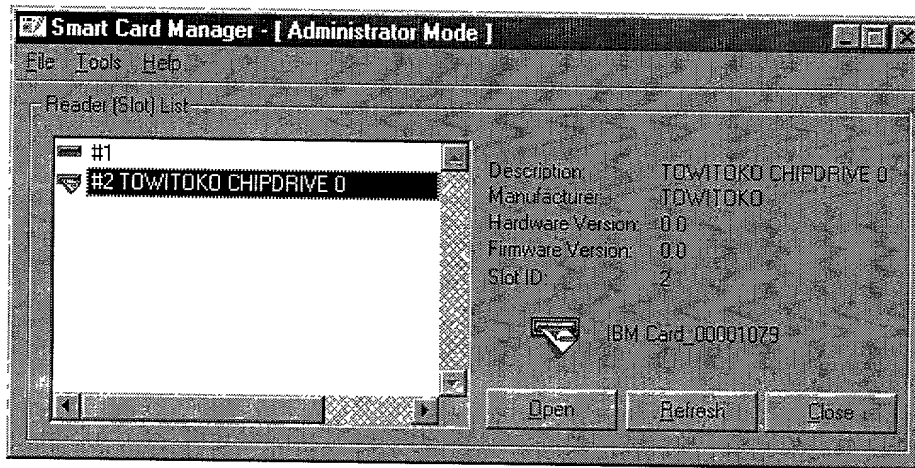 Smart Card Manager - [ Administrator Mode ]
File Tools Help
Reader (Slot) List
#1
#2 TOWITOKO CHIPDRIVE 0
Description: TOWITOKO CHIPDRIVE 0
Manufacturer: TOWITOKO
Hardware Version: 0.0
Firmware Version: 0.0
Slot ID: 2
IBM Card_00001079
Open Refresh Close